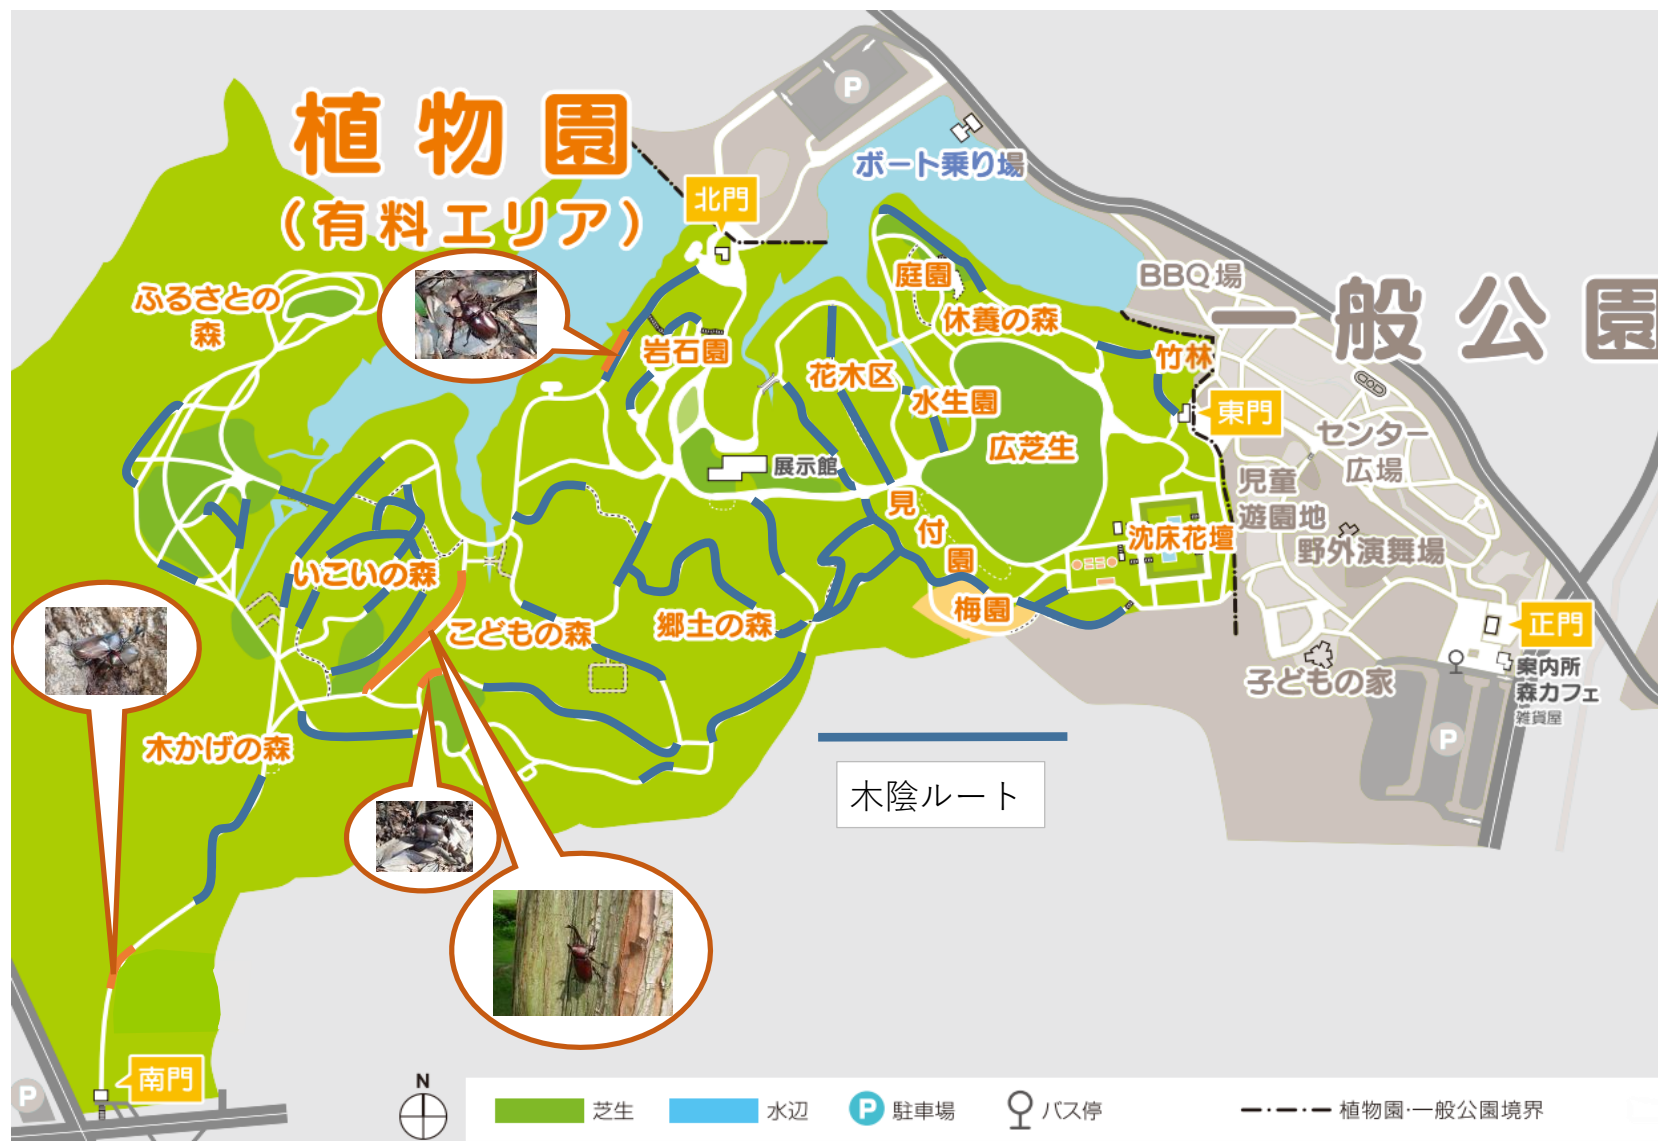 植物園
（有料エリア）
北門
P
ボート乗り場
ふるさとの
森
岩石園
庭園
休養の森
BBQ場
一般公園
竹林
花木区
水生園
東門
広芝生
センター
広場
展示館
児童
遊園地
見付園
沈床花壇
野外演舞場
いこいの森
こどもの森
郷土の森
梅園
正門
子どもの家
案内所
森カフェ
雑貨屋
P
木かげの森
木陰ルート
南門
P
N
芝生
水辺
P 駐車場
バス停
植物園·一般公園境界